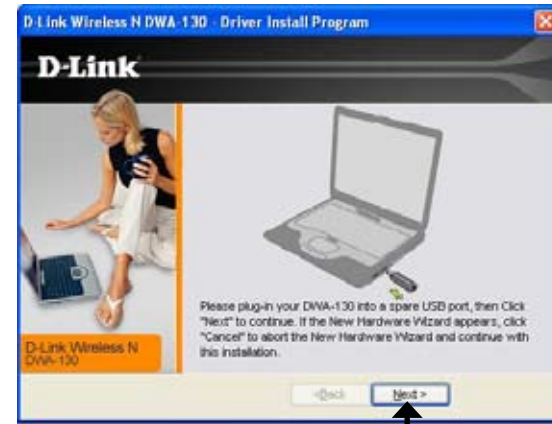 D-Link Wireless N DWA-130 - Driver Install Program
D-Link
Please plug-in your DWA-130 into a spare USB port, then Click
"Next" to continue. If the New Hardware Wizard appears, click
"Cancel" to abort the New Hardware Wizard and continue with
this installation.
D-Link Wireless N
DWA-130
<Back
Next >